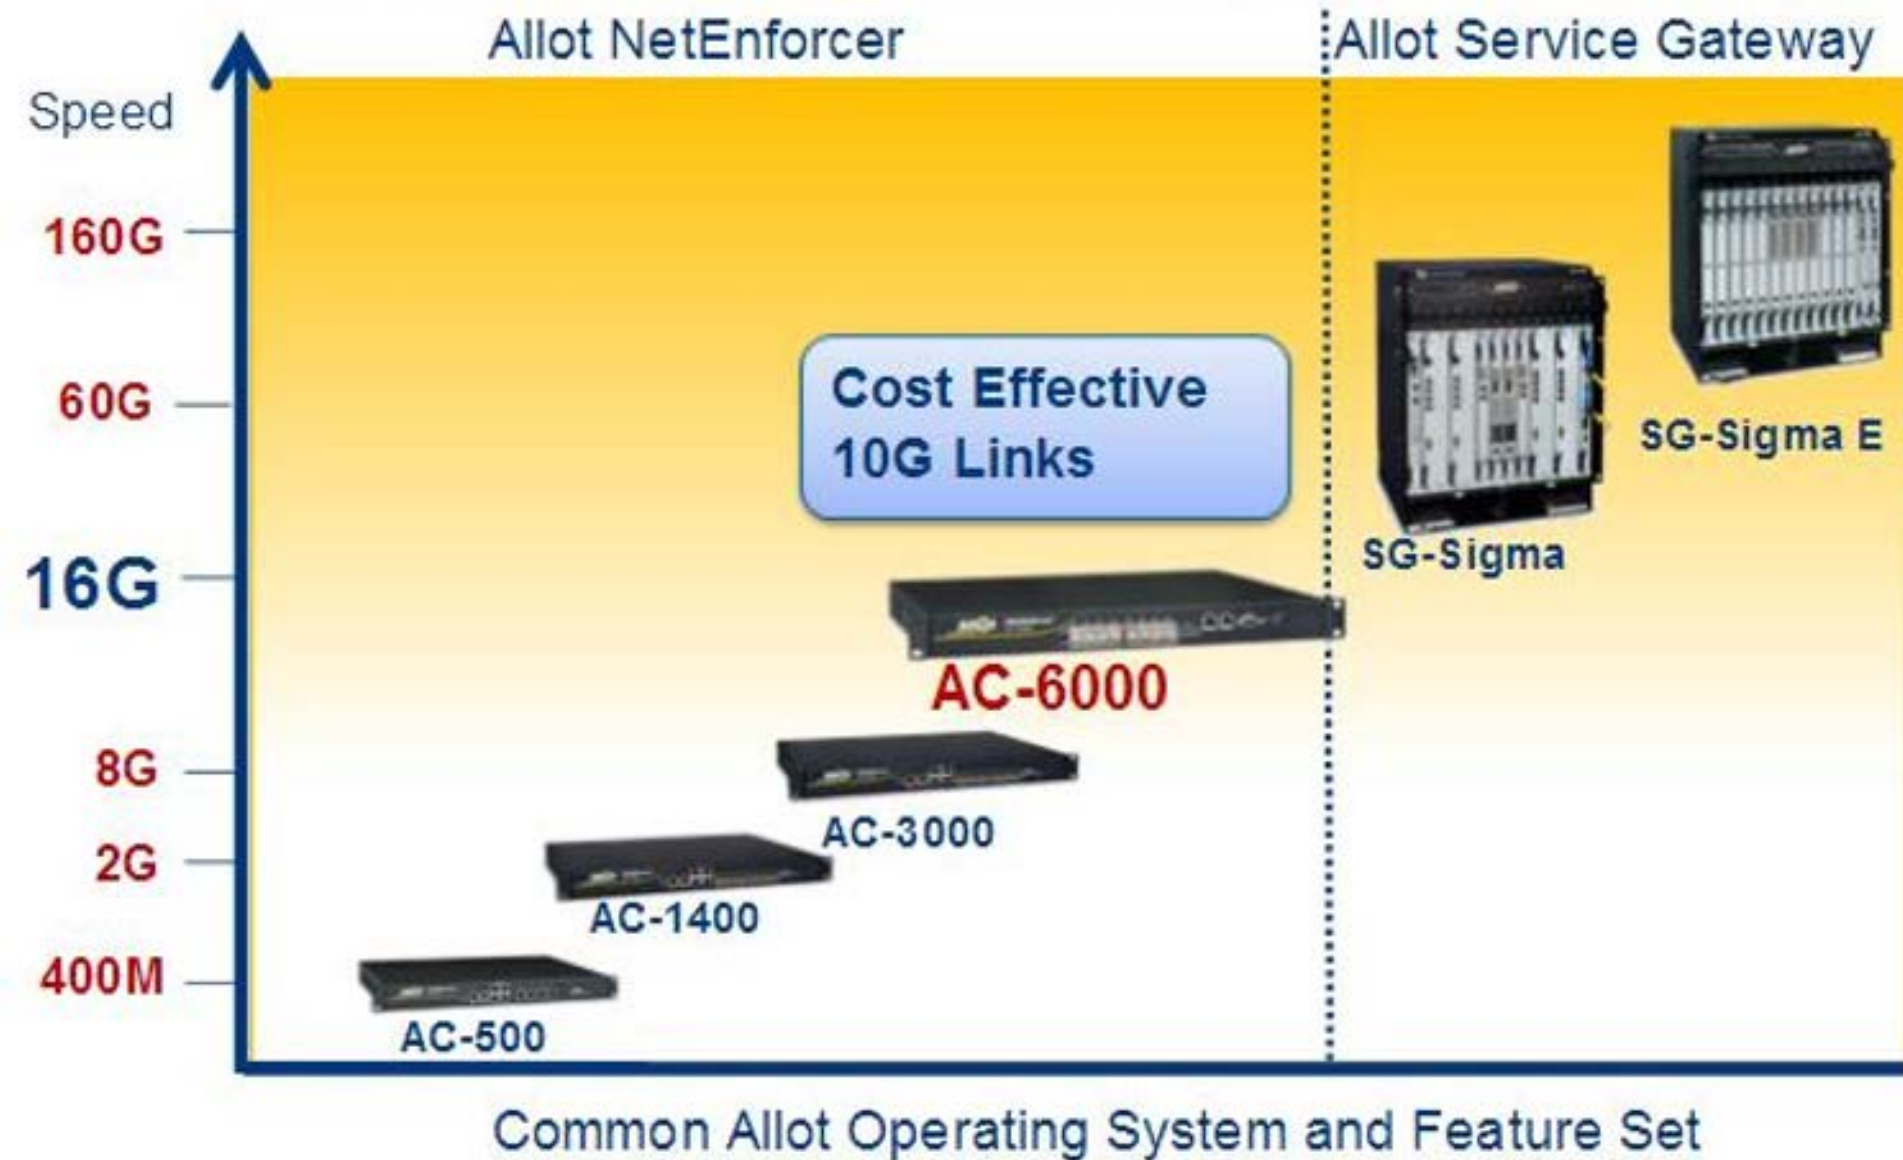 Allot NetEnforcer
Allot Service Gateway
Speed
160G
60G
16G
8G
2G
400M
Cost Effective
10G Links
SG-Sigma E
SG-Sigma
AC-6000
AC-3000
AC-1400
AC-500
Common Allot Operating System and Feature Set